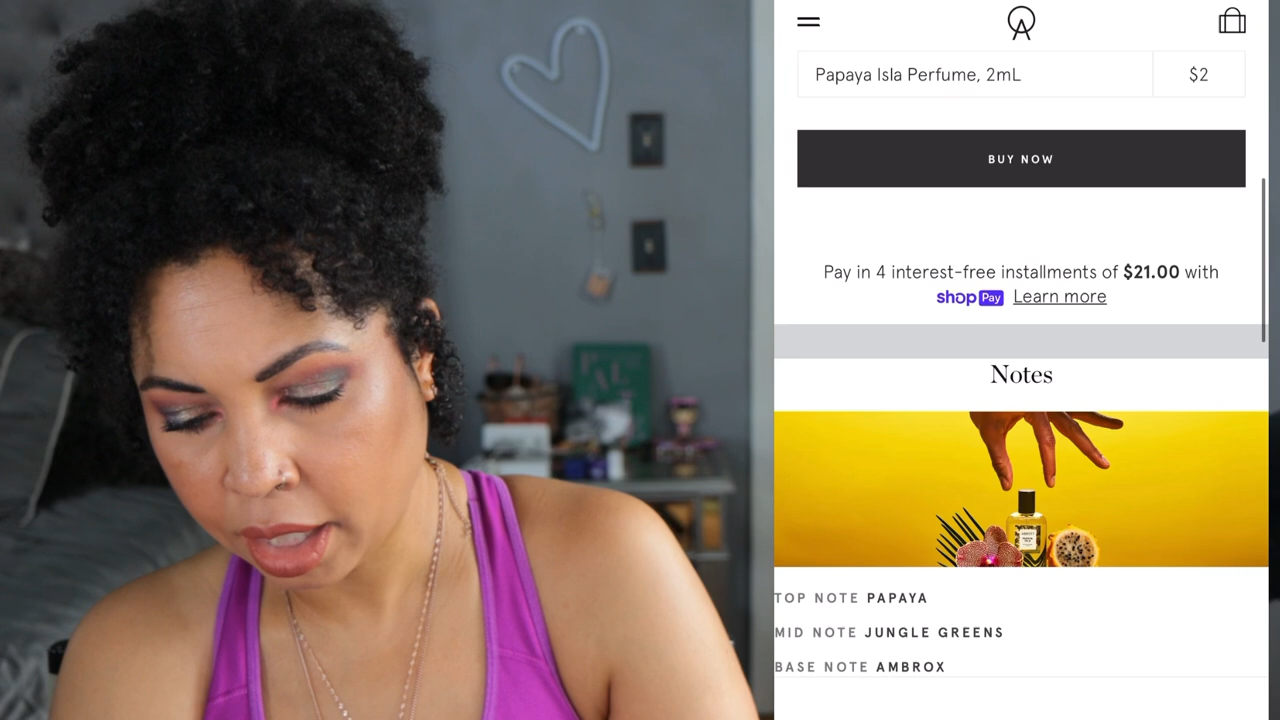 Papaya Isla Perfume, 2mL $2
BUY NOW
Pay in 4 interest-free installments of $21.00 with
shop Pay Learn more
Notes
TOP NOTE PAPAYA
MID NOTE JUNGLE GREENS
BASE NOTE AMBROX